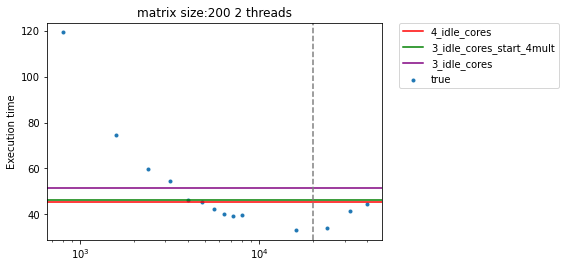 matrix size:200 2 threads
120
100
80
60
40
Execution time
10³
10⁴
4_idle_cores
3_idle_cores_start_4mult
3_idle_cores
true